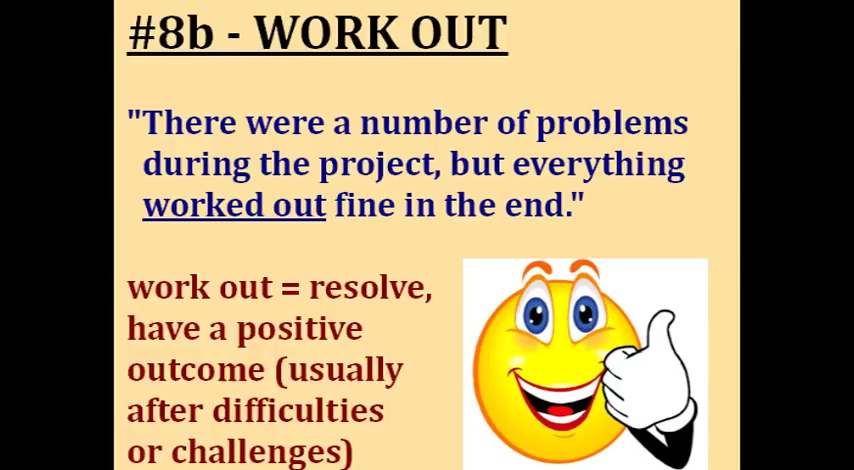 #8b - WORK OUT
"There were a number of problems
during the project, but everything
worked out fine in the end."
work out = resolve,
have a positive
outcome (usually
after difficulties
or challenges)